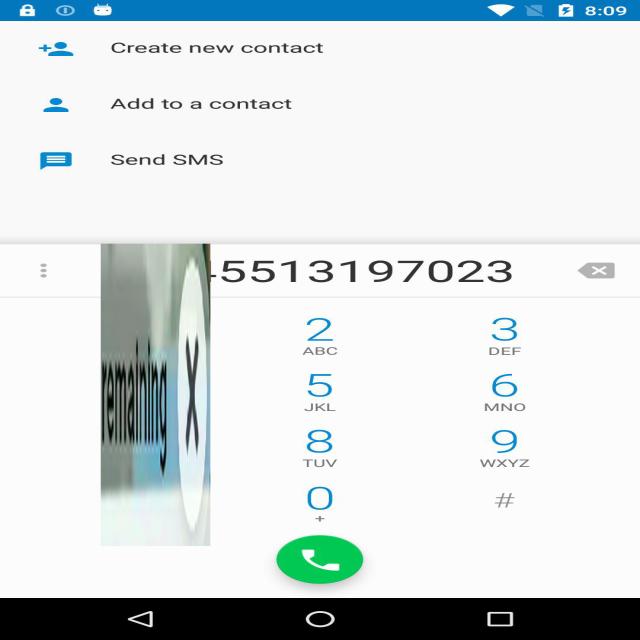 8:09
Create new contact
Add to a contact
Send SMS
5513197023
2
ABC
3
DEF
5
JKL
6
MNO
8
TUV
9
WXYZ
0
+
#
remaining
X